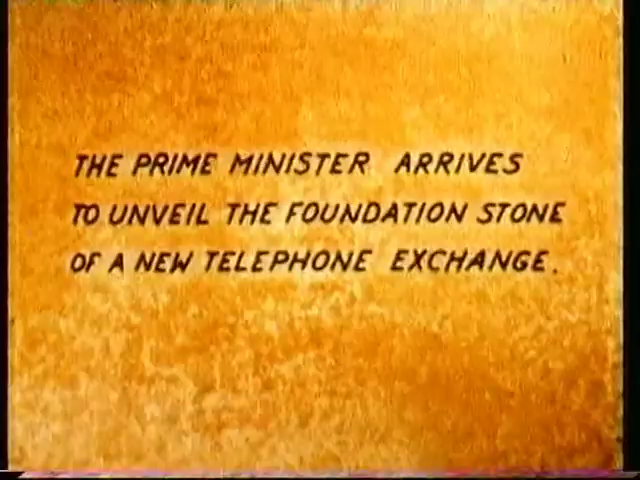 THE PRIME MINISTER ARRIVES
TO UNVEIL THE FOUNDATION STONE
OF A NEW TELEPHONE EXCHANGE.